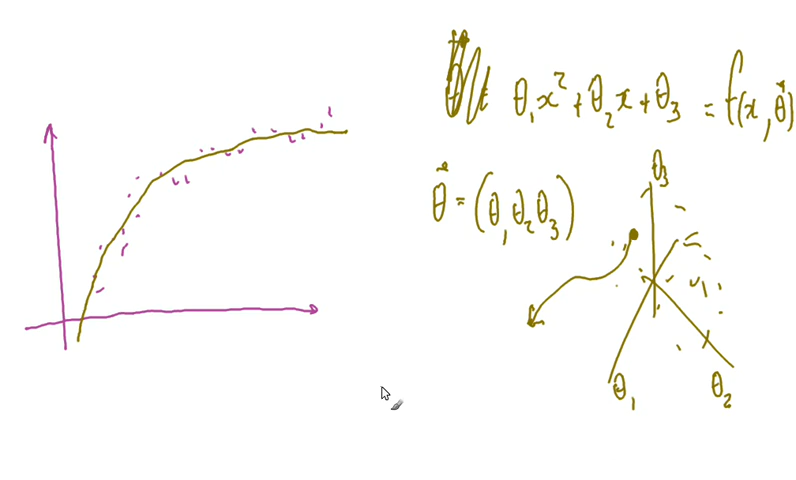 θ₁x² + θ₂x + θ₃ = f(x, θ⃗)
θ⃗ = (θ₁ θ₂ θ₃)
θ₃
θ₁ θ₂